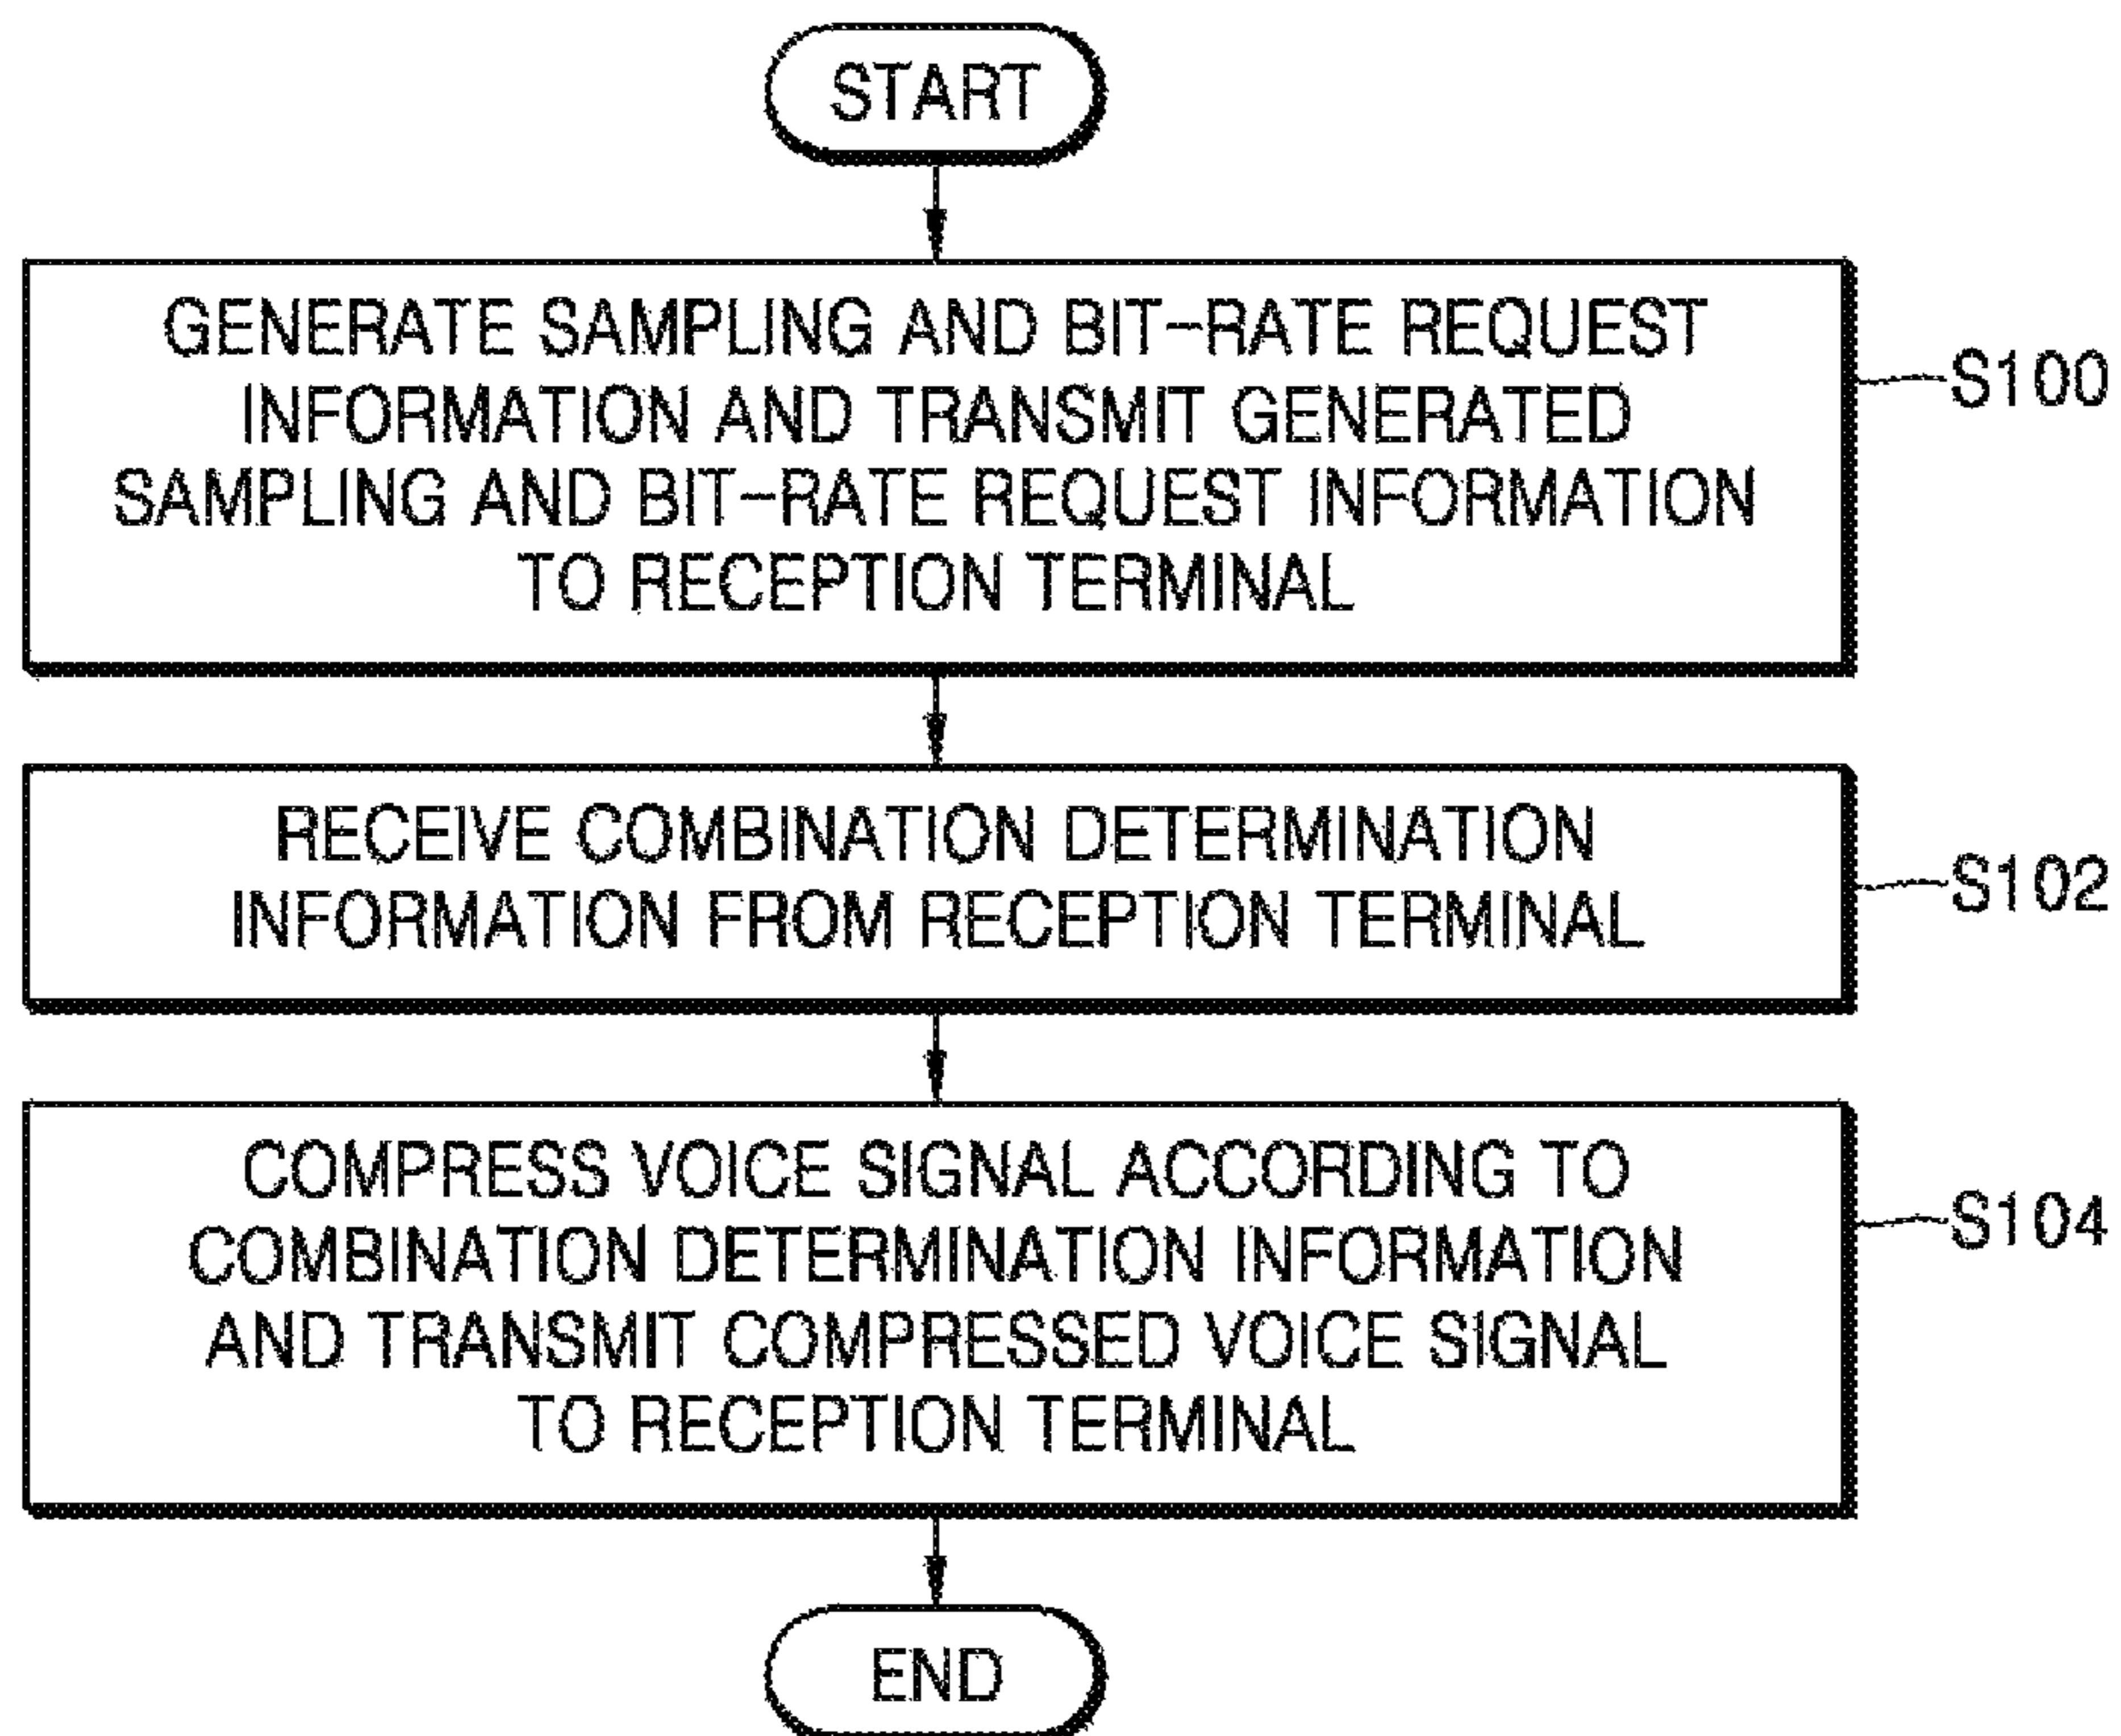 START
GENERATE SAMPLING AND BIT-RATE REQUEST
INFORMATION AND TRANSMIT GENERATED
SAMPLING AND BIT-RATE REQUEST INFORMATION
TO RECEPTION TERMINAL
S100
RECEIVE COMBINATION DETERMINATION
INFORMATION FROM RECEPTION TERMINAL
S102
COMPRESS VOICE SIGNAL ACCORDING TO
COMBINATION DETERMINATION INFORMATION
AND TRANSMIT COMPRESSED VOICE SIGNAL
TO RECEPTION TERMINAL
S104
END